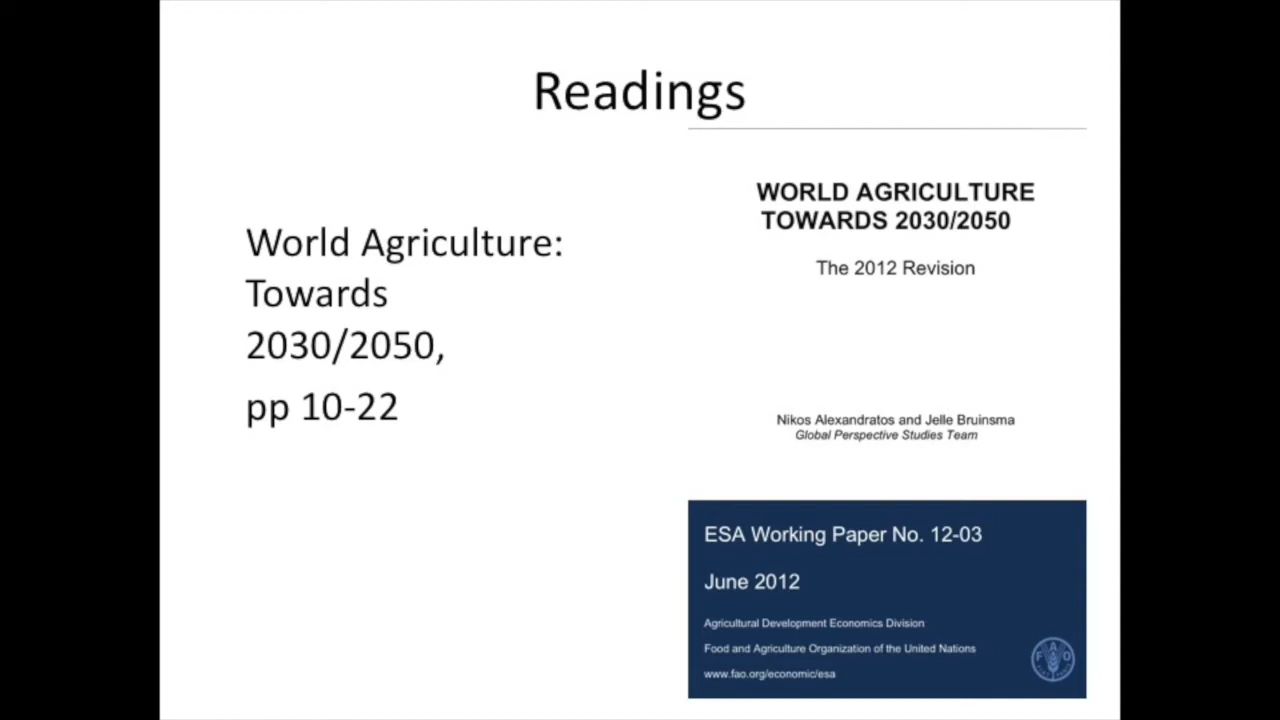 Readings
World Agriculture:
Towards
2030/2050,
pp 10-22
WORLD AGRICULTURE
TOWARDS 2030/2050
The 2012 Revision
Nikos Alexandratos and Jelle Bruinsma
Global Perspective Studies Team
ESA Working Paper No. 12-03
June 2012
Agricultural Development Economics Division
Food and Agriculture Organization of the United Nations
www.fao.org/economic/esa
F A O